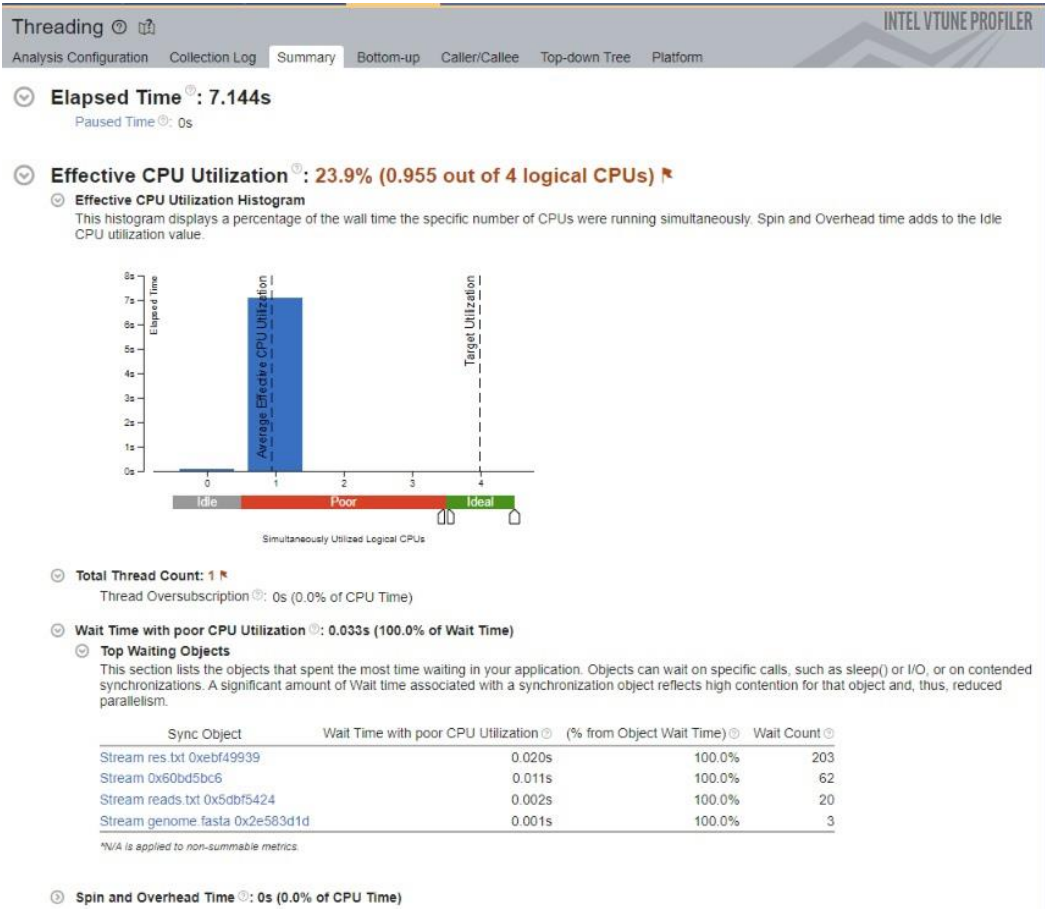 Threading
INTEL VTUNE PROFILER
Analysis Configuration Collection Log Summary Bottom-up Caller/Callee Top-down Tree Platform
Elapsed Time: 7.144s
Paused Time: 0s
Effective CPU Utilization: 23.9% (0.955 out of 4 logical CPUs)
Effective CPU Utilization Histogram
This histogram displays a percentage of the wall time the specific number of CPUs were running simultaneously. Spin and Overhead time adds to the Idle
CPU utilization value.
8s
7s
6s
5s
4s
3s
2s
1s
0s
Elapsed Time
Average Effective CPU Utilization
Target Utilization
0 1 2 3 4
Idle Poor Ideal
Simultaneously Utilized Logical CPUs
Total Thread Count: 1
Thread Oversubscription: 0s (0.0% of CPU Time)
Wait Time with poor CPU Utilization: 0.033s (100.0% of Wait Time)
Top Waiting Objects
This section lists the objects that spent the most time waiting in your application. Objects can wait on specific calls, such as sleep() or I/O, or on contended
synchronizations. A significant amount of Wait time associated with a synchronization object reflects high contention for that object and, thus, reduced
parallelism.
Sync Object Wait Time with poor CPU Utilization (% from Object Wait Time) Wait Count
Stream res.txt 0xebf49939 0.020s 100.0% 203
Stream 0x60bd5bc6 0.011s 100.0% 62
Stream reads.txt 0x5dbf5424 0.002s 100.0% 20
Stream genome.fasta 0x2e583d1d 0.001s 100.0% 3
*N/A is applied to non-summable metrics.
Spin and Overhead Time: 0s (0.0% of CPU Time)